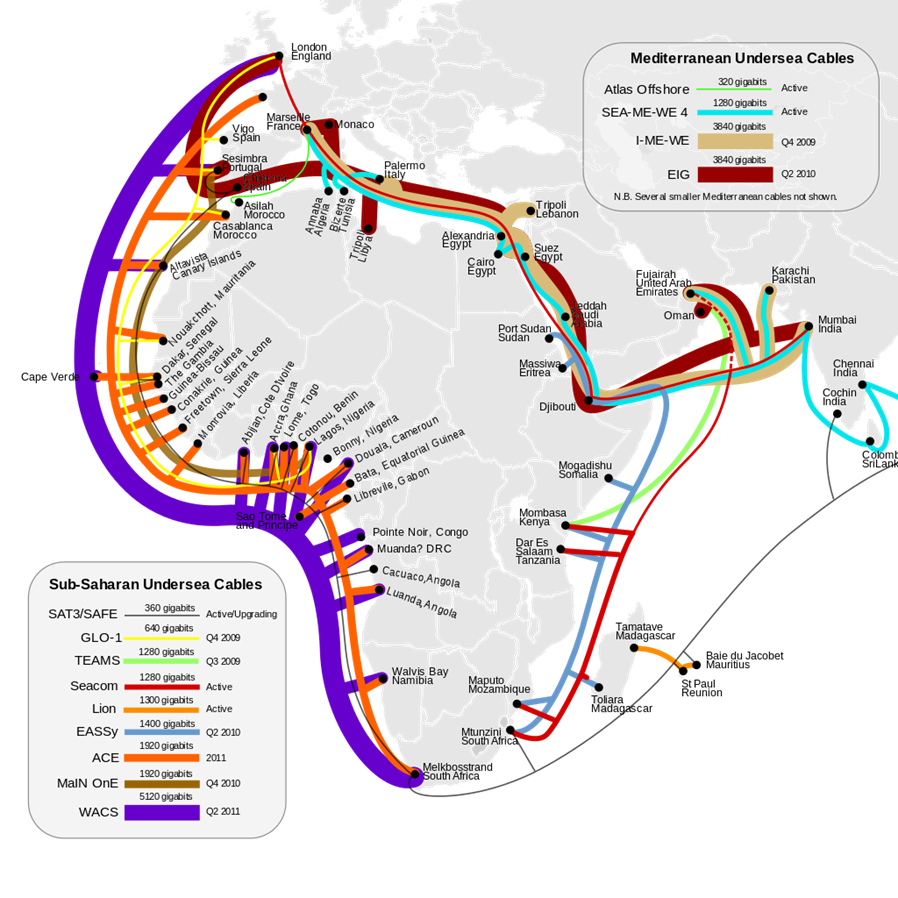 London
England
Mediterranean Undersea Cables
Atlas Offshore
320 gigabits
Active
SEA-ME-WE 4
1280 gigabits
Active
I-ME-WE
3840 gigabits
Q4 2009
EIG
3840 gigabits
Q2 2010
N.B. Several smaller Mediterranean cables not shown.
Marseille
France
Monaco
Vigo
Spain
Sesimbra
Portugal
Spain
Palermo
Italy
Asilah
Morocco
Casablanca
Morocco
Annaba
Algeria
Bizerte
Tunisia
Tripoli
Libya
Tripoli
Lebanon
Alexandria
Egypt
Suez
Egypt
Cairo
Egypt
Altavista
Canary Islands
Fujairah
United Arab
Emirates
Karachi
Pakistan
Oman
Mumbai
India
Jeddah
Saudi
Arabia
Port Sudan
Sudan
Massiwa
Eritrea
Djibouti
Chennai
India
Cochin
India
Colomb
SriLank
Nouakchott, Mauritania
Cape Verde
Dakar, Senegal
The Gambia
Guinea-Bissau
Conakrie, Guinea
Freetown, Sierra Leone
Monrovia, Liberia
Abijan,Cote D'Ivoire
Accra,Ghana
Lome, Togo
Cotonou, Benin
Lagos, Nigeria
Bonny, Nigeria
Douala, Cameroun
Bata, Equatorial Guinea
Libreville, Gabon
Sao Tome
and Principe
Pointe Noir, Congo
Muanda? DRC
Cacuaco,Angola
Luanda,Angola
Mogadishu
Somalia
Mombasa
Kenya
Dar Es
Salaam
Tanzania
Tamatave
Madagascar
Baie du Jacobet
Mauritius
St Paul
Reunion
Toliara
Madagascar
Maputo
Mozambique
Mtunzini
South Africa
Walvis Bay
Namibia
Melkbosstrand
South Africa
Sub-Saharan Undersea Cables
SAT3/SAFE
360 gigabits
Active/Upgrading
GLO-1
640 gigabits
Q4 2009
TEAMS
1280 gigabits
Q3 2009
Seacom
1280 gigabits
Active
Lion
1300 gigabits
Active
EASSy
1400 gigabits
Q2 2010
ACE
1920 gigabits
2011
MaIN OnE
1920 gigabits
Q4 2010
WACS
5120 gigabits
Q2 2011